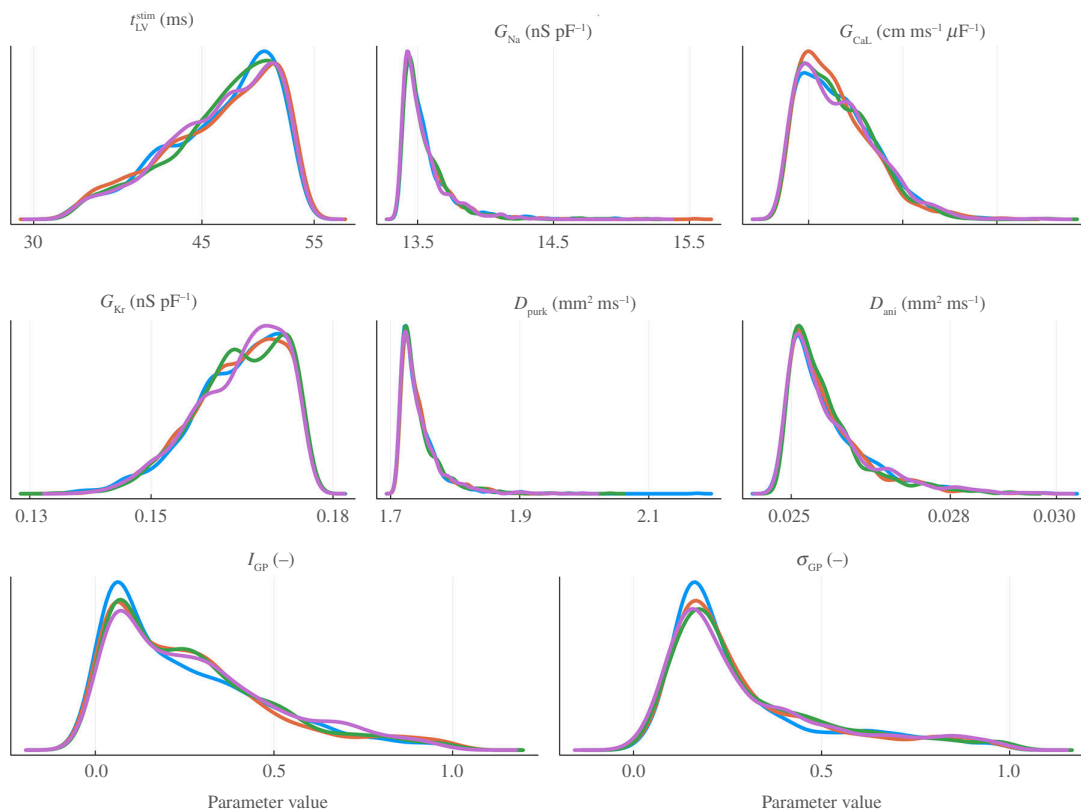 t_LV^stim (ms) G_Na (nS pF⁻¹) G_CaL (cm ms⁻¹ μF⁻¹)
30 45 55 13.5 14.5 15.5
G_Kr (nS pF⁻¹) D_purk (mm² ms⁻¹) D_ani (mm² ms⁻¹)
0.13 0.15 0.18 1.7 1.9 2.1 0.025 0.028 0.030
I_GP (–) σ_GP (–)
0.0 0.5 1.0 0.0 0.5 1.0
Parameter value Parameter value